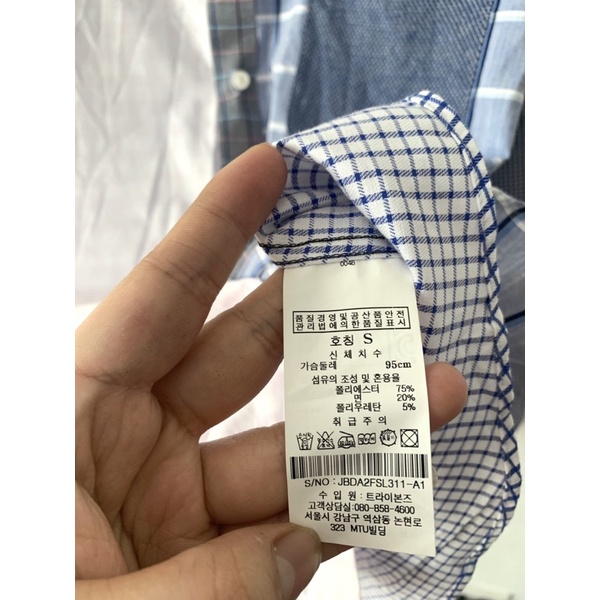 0046
품질경영및공산품안전
관리법에의한품질표시
호칭 S
신체치수
가슴둘레 95cm
섬유의 조성 및 혼용율
폴리에스터 75%
면 20%
폴리우레탄 5%
취급주의
S/NO : JBDA2FSL311-A1
수 입 원 : 트라이본즈
고객상담실:080-858-4600
서울시 강남구 역삼동 논현로
323 MTU빌딩